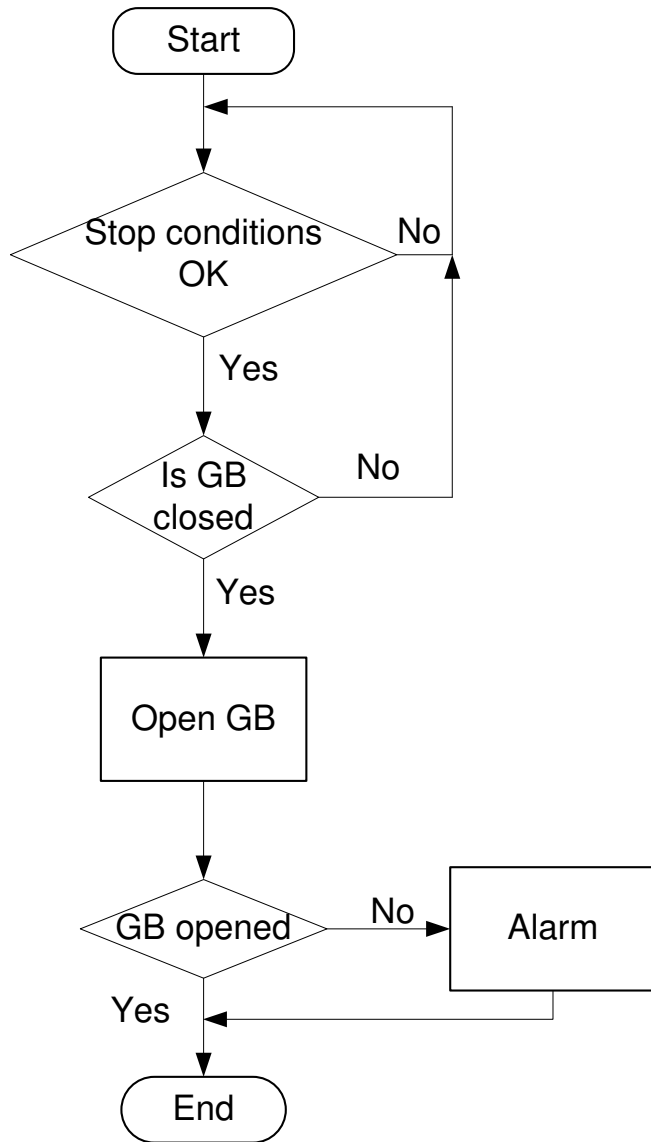 Start
Stop conditions
OK
No
Yes
Is GB
closed
No
Yes
Open GB
GB opened
No
Alarm
Yes
End